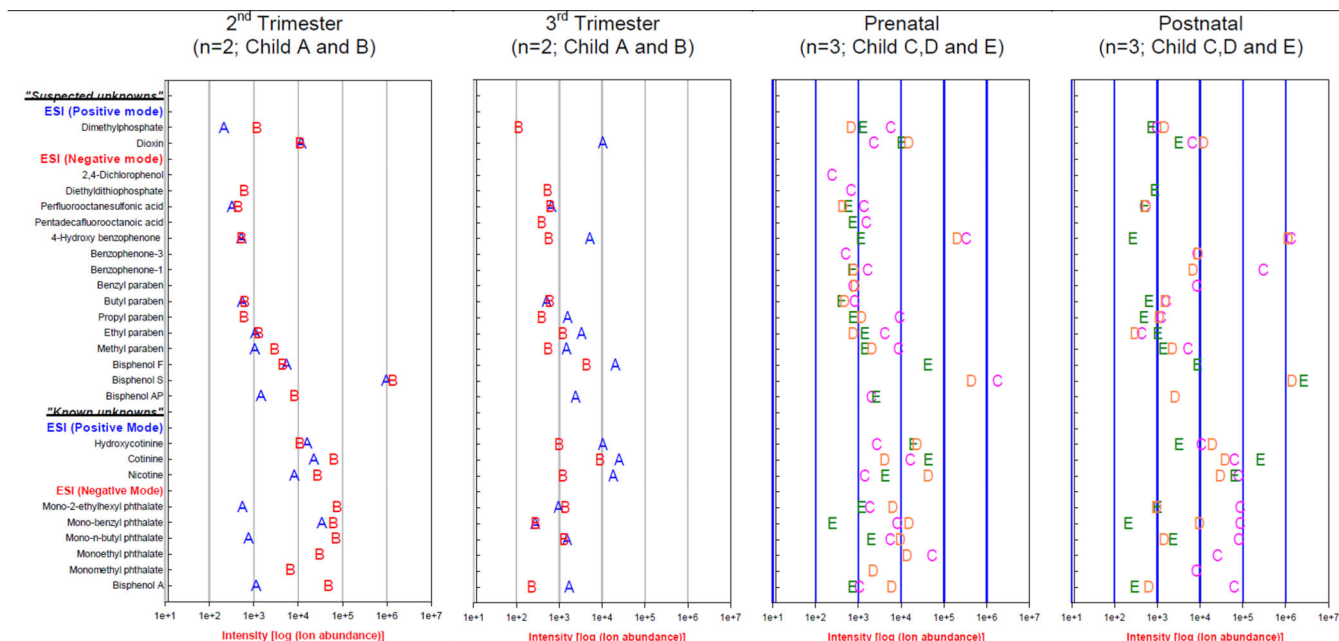 2nd Trimester
(n=2; Child A and B)
3rd Trimester
(n=2; Child A and B)
Prenatal
(n=3; Child C,D and E)
Postnatal
(n=3; Child C,D and E)
"Suspected unknowns"
ESI (Positive mode)
Dimethylphosphate A B B D E C E C D
Dioxin B A A C E D E C D
ESI (Negative mode)
2,4-Dichlorophenol C
Diethyldithiophosphate B B C E
Perfluorooctanesulfonic acid A B B A D E C E D
Pentadecafluorooctanoic acid B E C
4-Hydroxy benzophenone B A B A E D C E D C
Benzophenone-3 C C D
Benzophenone-1 E D C D C
Benzyl paraben C D C
Butyl paraben A B A B E D C E D C
Propyl paraben B B A E D C E D C
Ethyl paraben A B B A D E C D C E
Methyl paraben A B B A E D C E D C
Bisphenol F B A B A E E
Bisphenol S A B D C D E
Bisphenol AP A B A C E D
"Known unknowns"
ESI (Positive Mode)
Hydroxycotinine B A B A C E D E C D
Cotinine A B B A D C E D C E
Nicotine A B B A C E D D E C
ESI (Negative Mode)
Mono-2-ethylhexyl phthalate A B A B E C D D E C
Mono-benzyl phthalate A B A B E C D E D C
Mono-n-butyl phthalate A B B A E C D D E C
Monoethyl phthalate B D C C
Monomethyl phthalate B D C
Bisphenol A A B B A E C D E D C
1e+1 1e+2 1e+3 1e+4 1e+5 1e+6 1e+7
1e+1 1e+2 1e+3 1e+4 1e+5 1e+6 1e+7
1e+1 1e+2 1e+3 1e+4 1e+5 1e+6 1e+7
1e+1 1e+2 1e+3 1e+4 1e+5 1e+6 1e+7
Intensity [log (Ion abundance)]
Intensity [log (Ion abundance)]
Intensity [log (Ion abundance)]
Intensity [log (Ion abundance)]